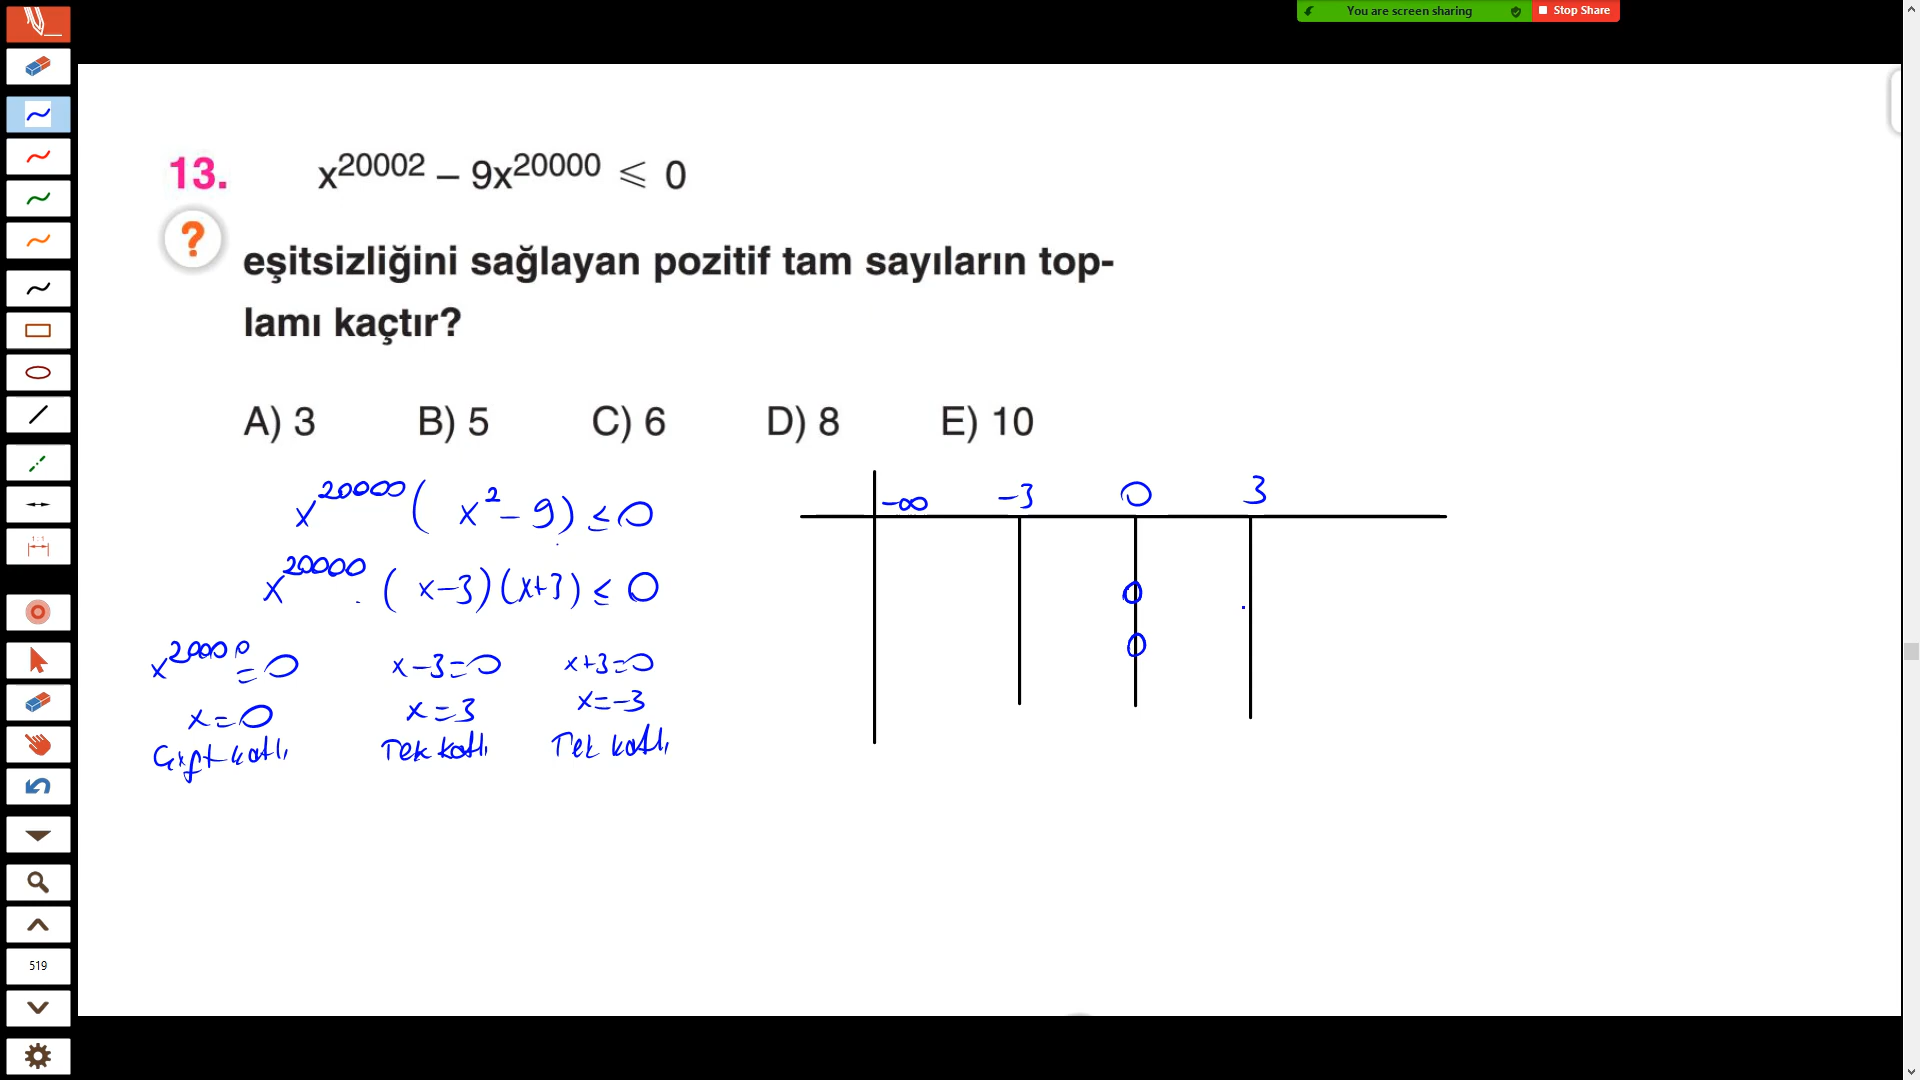 You are screen sharing
Stop Share
13. x^20002 – 9x^20000 ⩽ 0
?
eşitsizliğini sağlayan pozitif tam sayıların top-
lamı kaçtır?
A) 3 B) 5 C) 6 D) 8 E) 10
x^20000 ( x^2 - 9) ≤ 0
x^20000 . ( x-3)(x+3) ≤ 0
x^20000 = 0 x-3=0 x+3=0
x=0 x=3 x=-3
Çift katlı Tek katlı Tek katlı
-∞ -3 0 3
0
0
1:1
519